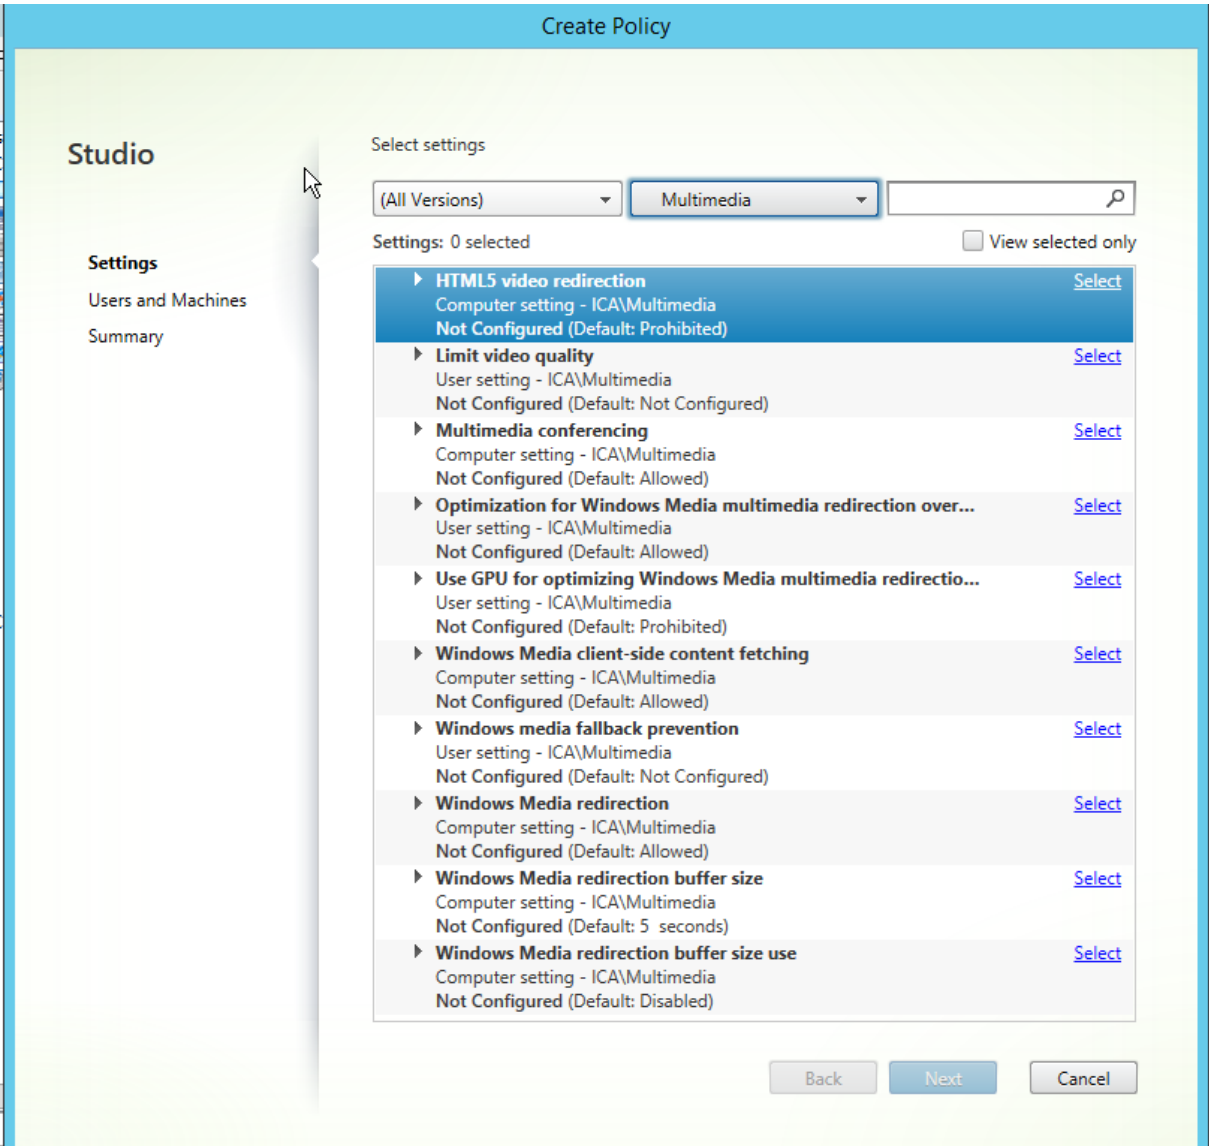 Create Policy
Studio
Settings
Users and Machines
Summary
Select settings
(All Versions)
Multimedia
Settings: 0 selected
View selected only
HTML5 video redirection
Select
Computer setting - ICA\Multimedia
Not Configured (Default: Prohibited)
Limit video quality
Select
User setting - ICA\Multimedia
Not Configured (Default: Not Configured)
Multimedia conferencing
Select
Computer setting - ICA\Multimedia
Not Configured (Default: Allowed)
Optimization for Windows Media multimedia redirection over...
Select
User setting - ICA\Multimedia
Not Configured (Default: Allowed)
Use GPU for optimizing Windows Media multimedia redirectio...
Select
User setting - ICA\Multimedia
Not Configured (Default: Prohibited)
Windows Media client-side content fetching
Select
Computer setting - ICA\Multimedia
Not Configured (Default: Allowed)
Windows media fallback prevention
Select
User setting - ICA\Multimedia
Not Configured (Default: Not Configured)
Windows Media redirection
Select
Computer setting - ICA\Multimedia
Not Configured (Default: Allowed)
Windows Media redirection buffer size
Select
Computer setting - ICA\Multimedia
Not Configured (Default: 5  seconds)
Windows Media redirection buffer size use
Select
Computer setting - ICA\Multimedia
Not Configured (Default: Disabled)
Back
Next
Cancel